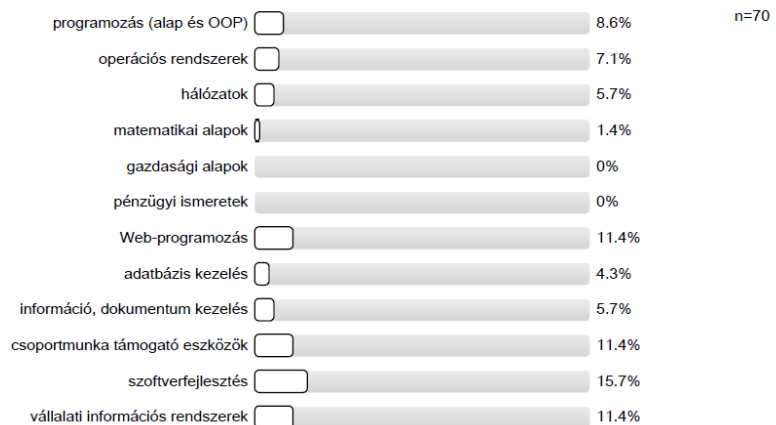 programozás (alap és OOP) 8.6% n=70
operációs rendszerek 7.1%
hálózatok 5.7%
matematikai alapok 1.4%
gazdasági alapok 0%
pénzügyi ismeretek 0%
Web-programozás 11.4%
adatbázis kezelés 4.3%
információ, dokumentum kezelés 5.7%
csoportmunka támogató eszközök 11.4%
szoftverfejlesztés 15.7%
vállalati információs rendszerek 11.4%